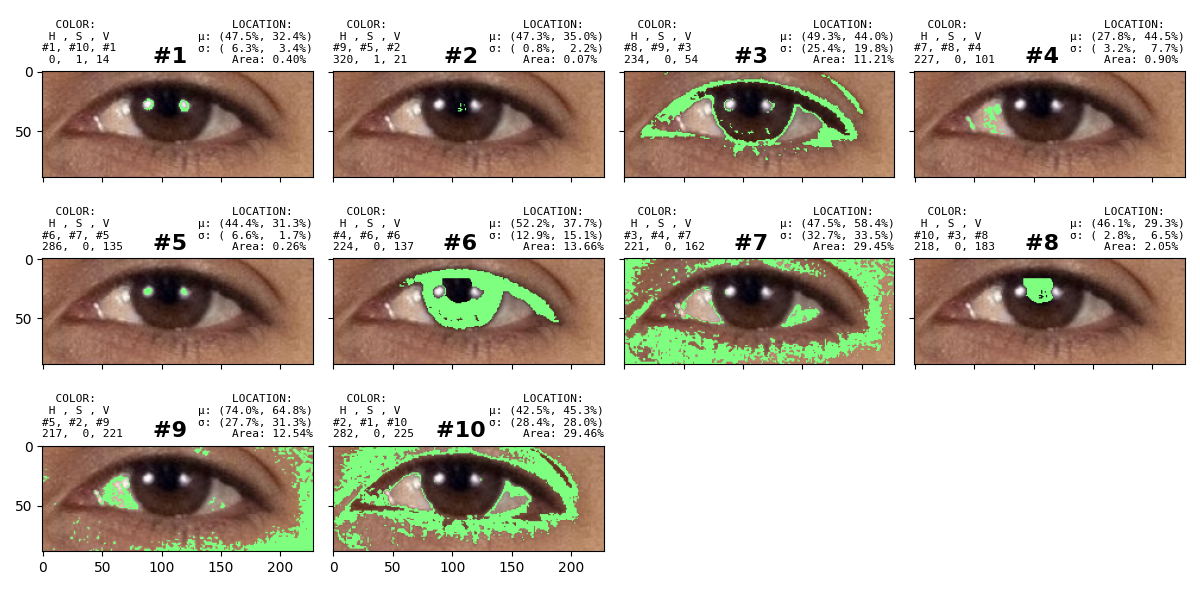 COLOR: LOCATION:
H , S , V μ: (47.5%, 32.4%)
#1, #10, #1 σ: ( 6.3%, 3.4%)
0, 1, 14 #1 Area: 0.40%
COLOR: LOCATION:
H , S , V μ: (47.3%, 35.0%)
#9, #5, #2 σ: ( 0.8%, 2.2%)
320, 1, 21 #2 Area: 0.07%
COLOR: LOCATION:
H , S , V μ: (49.3%, 44.0%)
#8, #9, #3 σ: (25.4%, 19.8%)
234, 0, 54 #3 Area: 11.21%
COLOR: LOCATION:
H , S , V μ: (27.8%, 44.5%)
#7, #8, #4 σ: ( 3.2%, 7.7%)
227, 0, 101 #4 Area: 0.90%
0
50
COLOR: LOCATION:
H , S , V μ: (44.4%, 31.3%)
#6, #7, #5 σ: ( 6.6%, 1.7%)
286, 0, 135 #5 Area: 0.26%
COLOR: LOCATION:
H , S , V μ: (52.2%, 37.7%)
#4, #6, #6 σ: (12.9%, 15.1%)
224, 0, 137 #6 Area: 13.66%
COLOR: LOCATION:
H , S , V μ: (47.5%, 58.4%)
#3, #4, #7 σ: (32.7%, 33.5%)
221, 0, 162 #7 Area: 29.45%
COLOR: LOCATION:
H , S , V μ: (46.1%, 29.3%)
#10, #3, #8 σ: ( 2.8%, 6.5%)
218, 0, 183 #8 Area: 2.05%
0
50
COLOR: LOCATION:
H , S , V μ: (74.0%, 64.8%)
#5, #2, #9 σ: (27.7%, 31.3%)
217, 0, 221 #9 Area: 12.54%
COLOR: LOCATION:
H , S , V μ: (42.5%, 45.3%)
#2, #1, #10 σ: (28.4%, 28.0%)
282, 0, 225 #10 Area: 29.46%
0
50
0 50 100 150 200
0 50 100 150 200